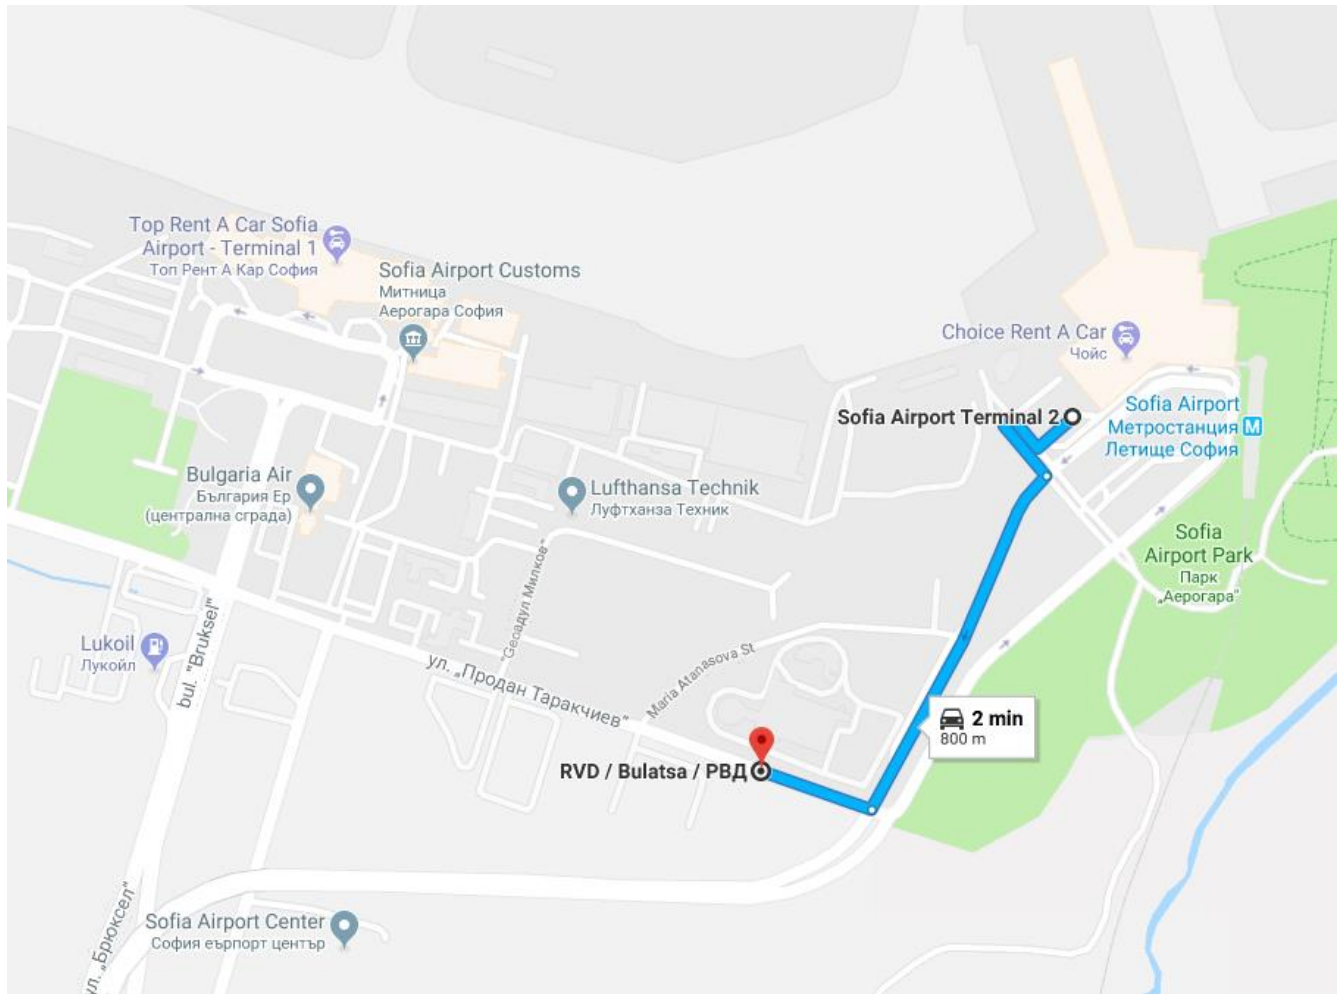 Top Rent A Car Sofia
Airport - Terminal 1
Топ Рент А Кар София
Sofia Airport Customs
Митница
Аерогара София
Choice Rent A Car
Чойс
Sofia Airport Terminal 2
Sofia Airport
Метростанция
Летище София
M
Bulgaria Air
България Ер
(централна сграда)
Lufthansa Technik
Луфтханза Техник
Sofia
Airport Park
Парк
„Аерогара"
"Gесадул Милков"
Lukoil
Лукойл
bul. "Bruksel"
ул. „Продан Таракчиев"
Maria Atanasova St
2 min
800 m
RVD / Bulatsa / РВД
ул. „Брюксел"
Sofia Airport Center
София еърпорт център